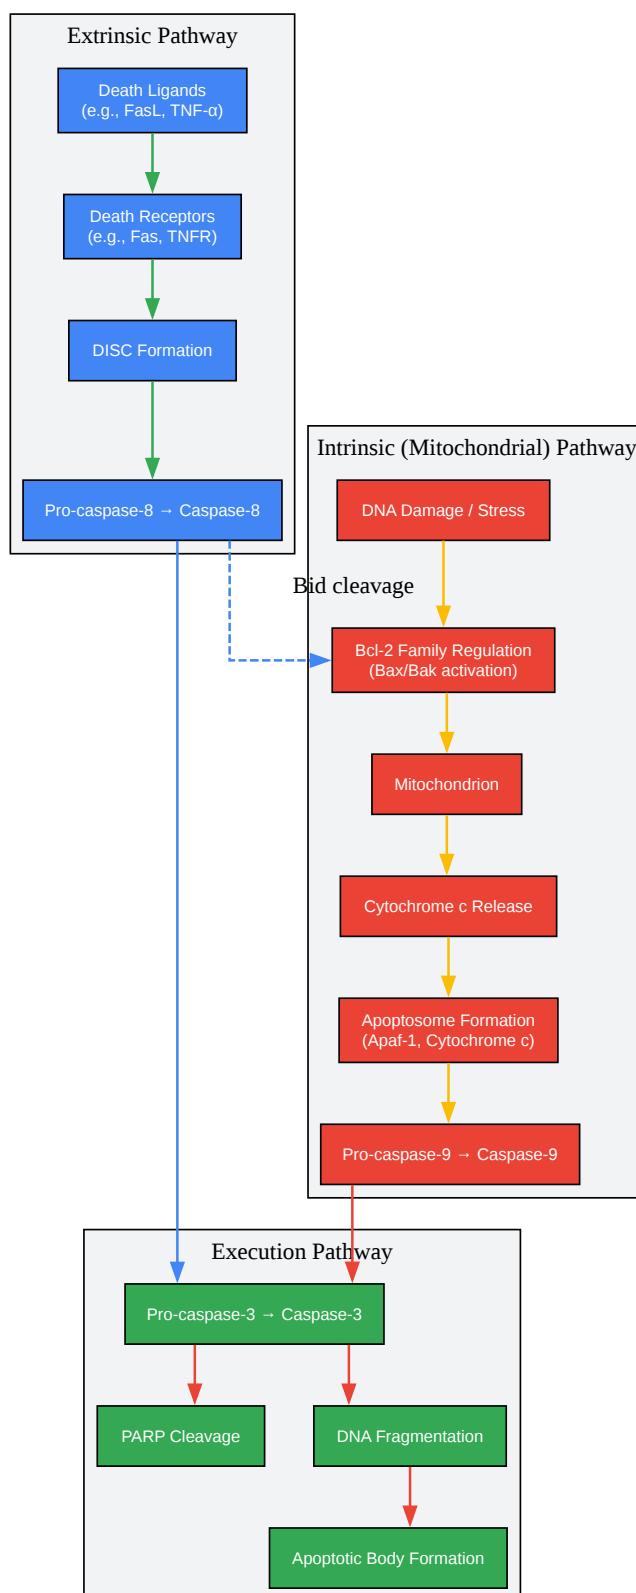 Extrinsic Pathway
Death Ligands
(e.g., FasL, TNF-α)
Death Receptors
(e.g., Fas, TNFR)
DISC Formation
Pro-caspase-8 → Caspase-8
Intrinsic (Mitochondrial) Pathway
DNA Damage / Stress
Bid cleavage
Bcl-2 Family Regulation
(Bax/Bak activation)
Mitochondrion
Cytochrome c Release
Apoptosome Formation
(Apaf-1, Cytochrome c)
Pro-caspase-9 → Caspase-9
Execution Pathway
Pro-caspase-3 → Caspase-3
PARP Cleavage
DNA Fragmentation
Apoptotic Body Formation